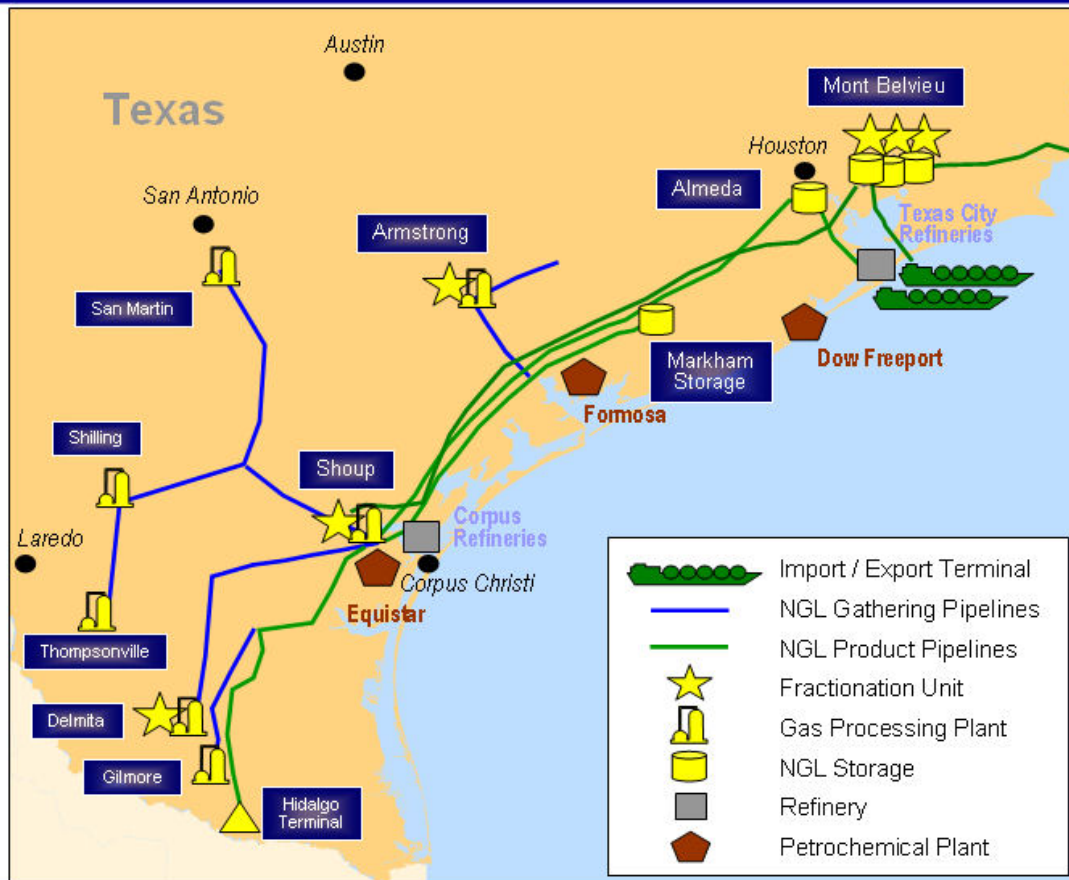 Austin
Texas
Mont Belvieu
Houston
Almeda
San Antonio
Armstrong
Texas City
Refineries
San Martin
Markham
Storage
Dow Freeport
Formosa
Shilling
Shoup
Corpus
Refineries
Laredo
Corpus Christi
Equistar
Thompsonville
Delmita
Gilmore
Hidalgo
Terminal
Import / Export Terminal
NGL Gathering Pipelines
NGL Product Pipelines
Fractionation Unit
Gas Processing Plant
NGL Storage
Refinery
Petrochemical Plant